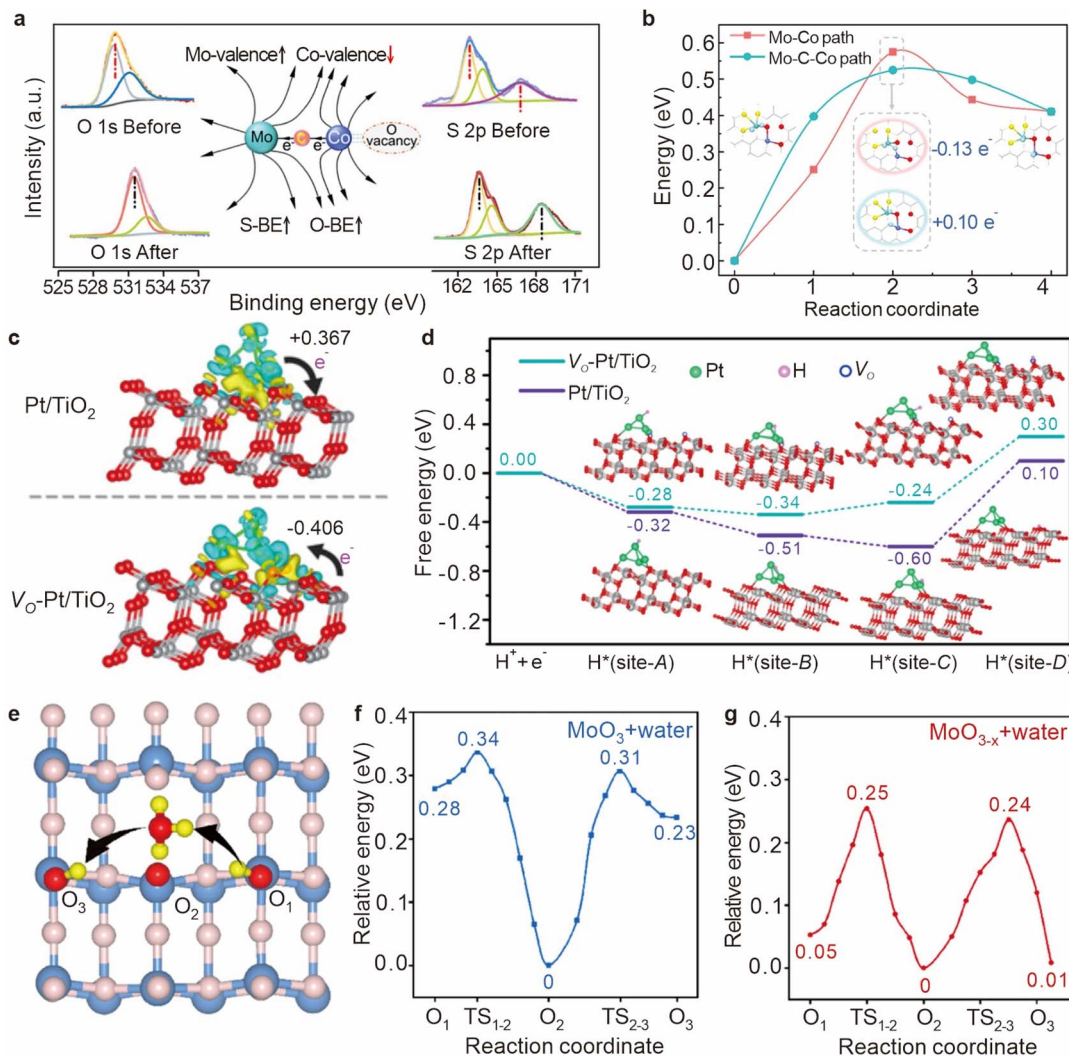 a
Intensity (a.u.)
Mo-valence↑ Co-valence↓
O 1s Before
S 2p Before
Mo
e⁻
C
e⁻
Co
O
vacancy
S-BE↑ O-BE↑
O 1s After
S 2p After
525 528 531 534 537
162 165 168 171
Binding energy (eV)
b
Energy (eV)
0.6
0.5
0.4
0.3
0.2
0.1
0.0
Mo-Co path
Mo-C-Co path
-0.13 e⁻
+0.10 e⁻
0 1 2 3 4
Reaction coordinate
c
+0.367
e⁻
Pt/TiO₂
-0.406
e⁻
V_O-Pt/TiO₂
d
Free energy (eV)
0.8
0.4
0.0
-0.4
-0.8
-1.2
V_O-Pt/TiO₂
Pt/TiO₂
Pt H V_O
0.00
-0.28
-0.34
-0.24
0.30
-0.32
-0.51
-0.60
0.10
H⁺ + e⁻ H*(site-A) H*(site-B) H*(site-C) H*(site-D)
e
O₃ O₂ O₁
f
Relative energy (eV)
0.4
0.3
0.2
0.1
0.0
MoO₃+water
0.34
0.31
0.28
0.23
0
O₁ TS₁₋₂ O₂ TS₂₋₃ O₃
Reaction coordinate
g
Relative energy (eV)
0.4
0.3
0.2
0.1
0.0
MoO₃₋ₓ+water
0.25
0.24
0.05
0
0.01
O₁ TS₁₋₂ O₂ TS₂₋₃ O₃
Reaction coordinate